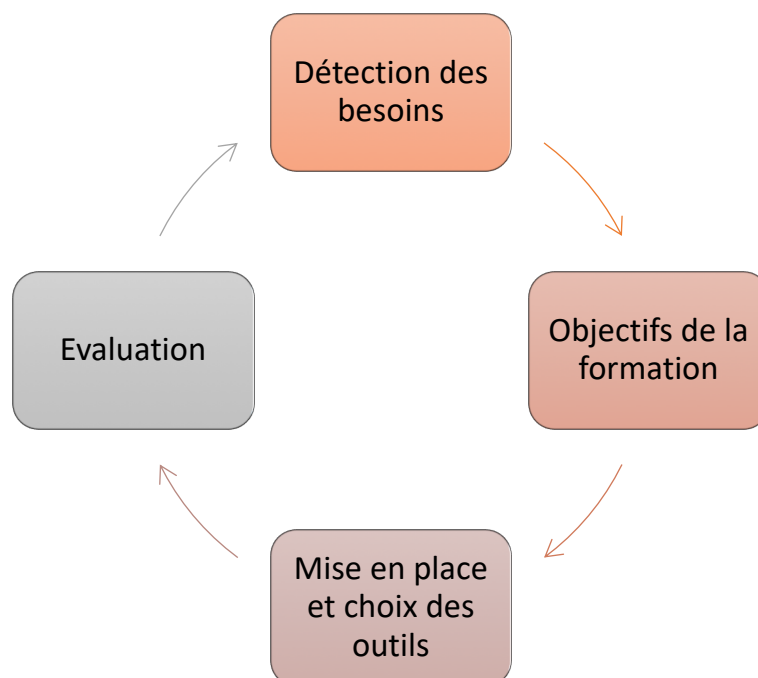 Détection des
besoins
Objectifs de la
formation
Mise en place
et choix des
outils
Evaluation